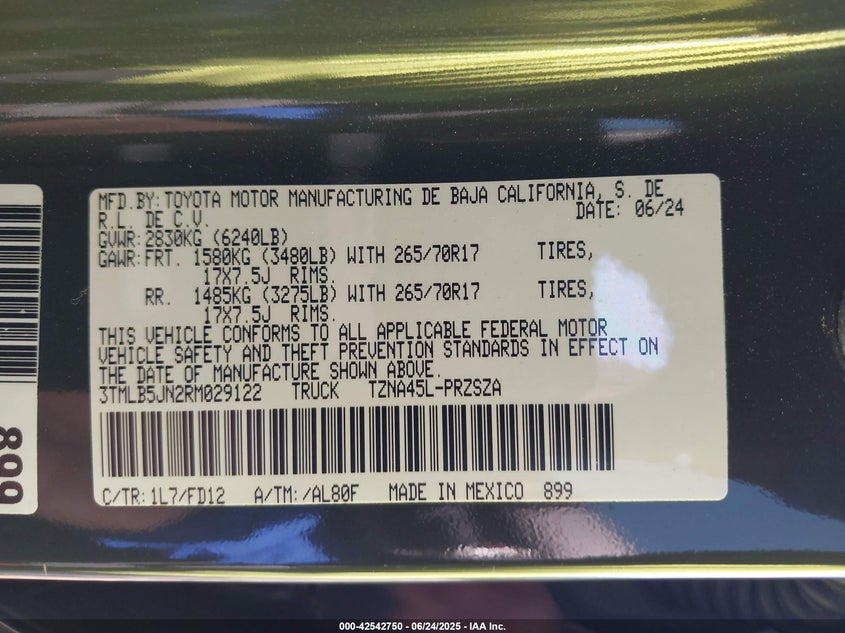 MFD.BY:TOYOTA MOTOR MANUFACTURING DE BAJA CALIFORNIA, S. DE
R.L. DE C.V. DATE: 06/24
GVWR:2830KG (6240LB)
GAWR:FRT. 1580KG (3480LB) WITH 265/70R17 TIRES,
17X7.5J RIMS.
RR. 1485KG (3275LB) WITH 265/70R17 TIRES,
17X7.5J RIMS.
THIS VEHICLE CONFORMS TO ALL APPLICABLE FEDERAL MOTOR
VEHICLE SAFETY AND THEFT PREVENTION STANDARDS IN EFFECT ON
THE DATE OF MANUFACTURE SHOWN ABOVE.
3TMLB5JN2RM029122 TRUCK TZNA45L-PRZSZA
C/TR:1L7/FD12 A/TM:/AL80F MADE IN MEXICO 899
899
000-42542750 - 06/24/2025 - IAA Inc.